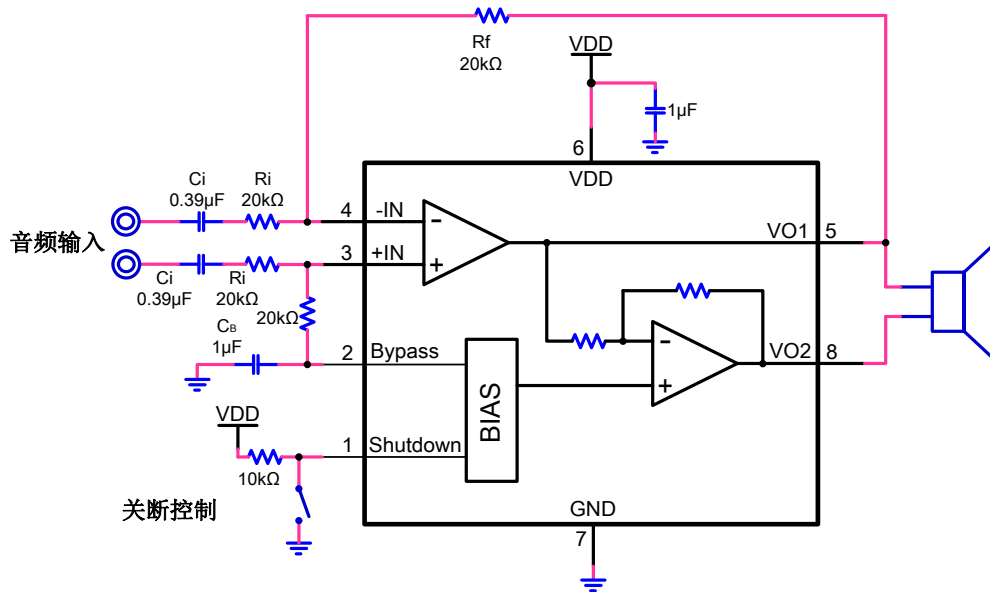 Rf
20kΩ
VDD
1μF
6
VDD
Ci
0.39μF
Ri
20kΩ
4
-IN
-
音频输入
3
+IN
+
Ci
0.39μF
Ri
20kΩ
20kΩ
VO1
5
CB
1μF
2
Bypass
-
+
VO2
8
BIAS
VDD
10kΩ
1
Shutdown
关断控制
GND
7